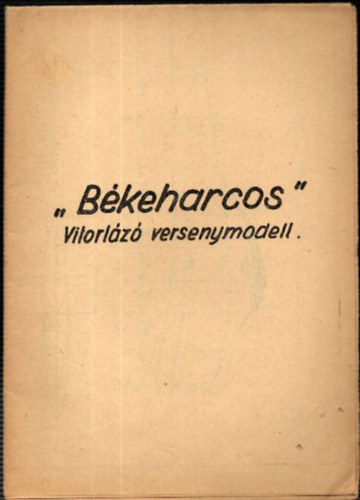 „Békeharcos"
Vitorlázó versenymodell.